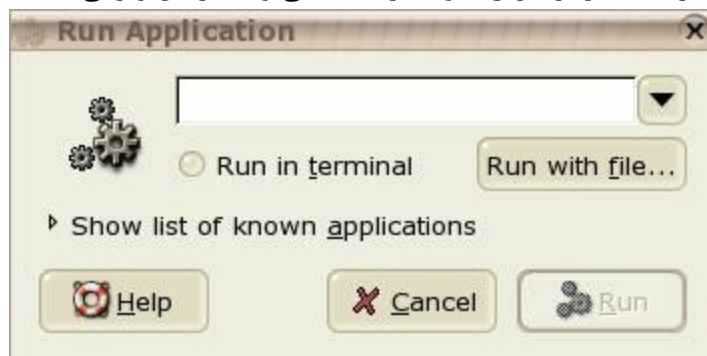 Run Application
Run in terminal
Run with file...
Show list of known applications
Help
Cancel
Run